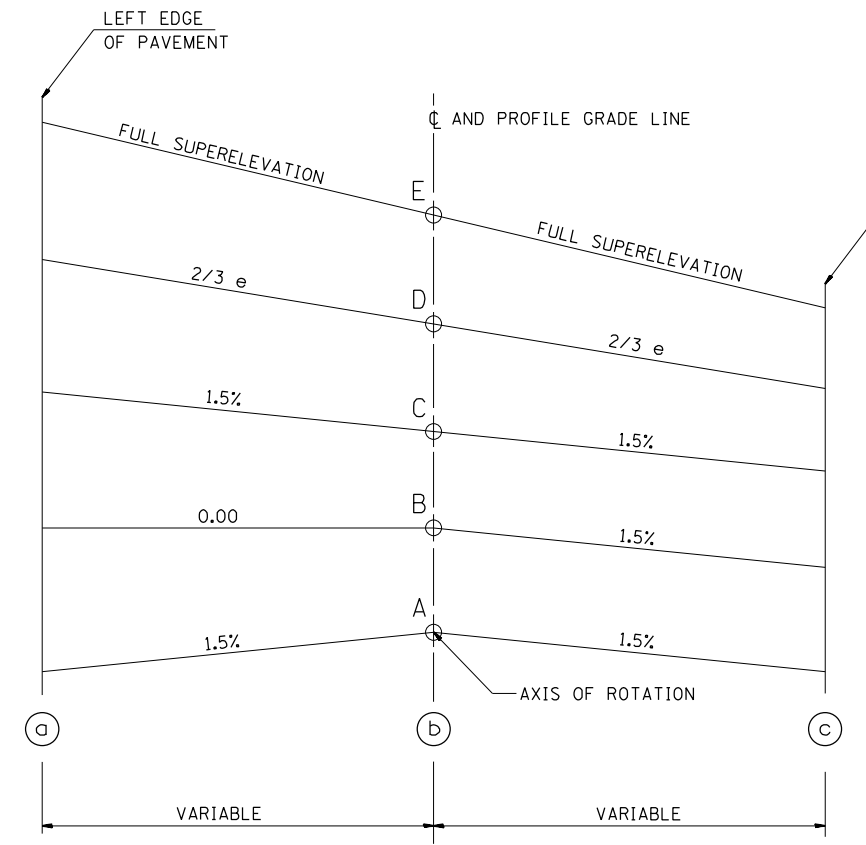 LEFT EDGE
OF PAVEMENT
℄ AND PROFILE GRADE LINE
FULL SUPERELEVATION
E
FULL SUPERELEVATION
2/3 e
D
2/3 e
1.5%
C
1.5%
0.00
B
1.5%
1.5%
A
1.5%
AXIS OF ROTATION
a
b
c
VARIABLE
VARIABLE